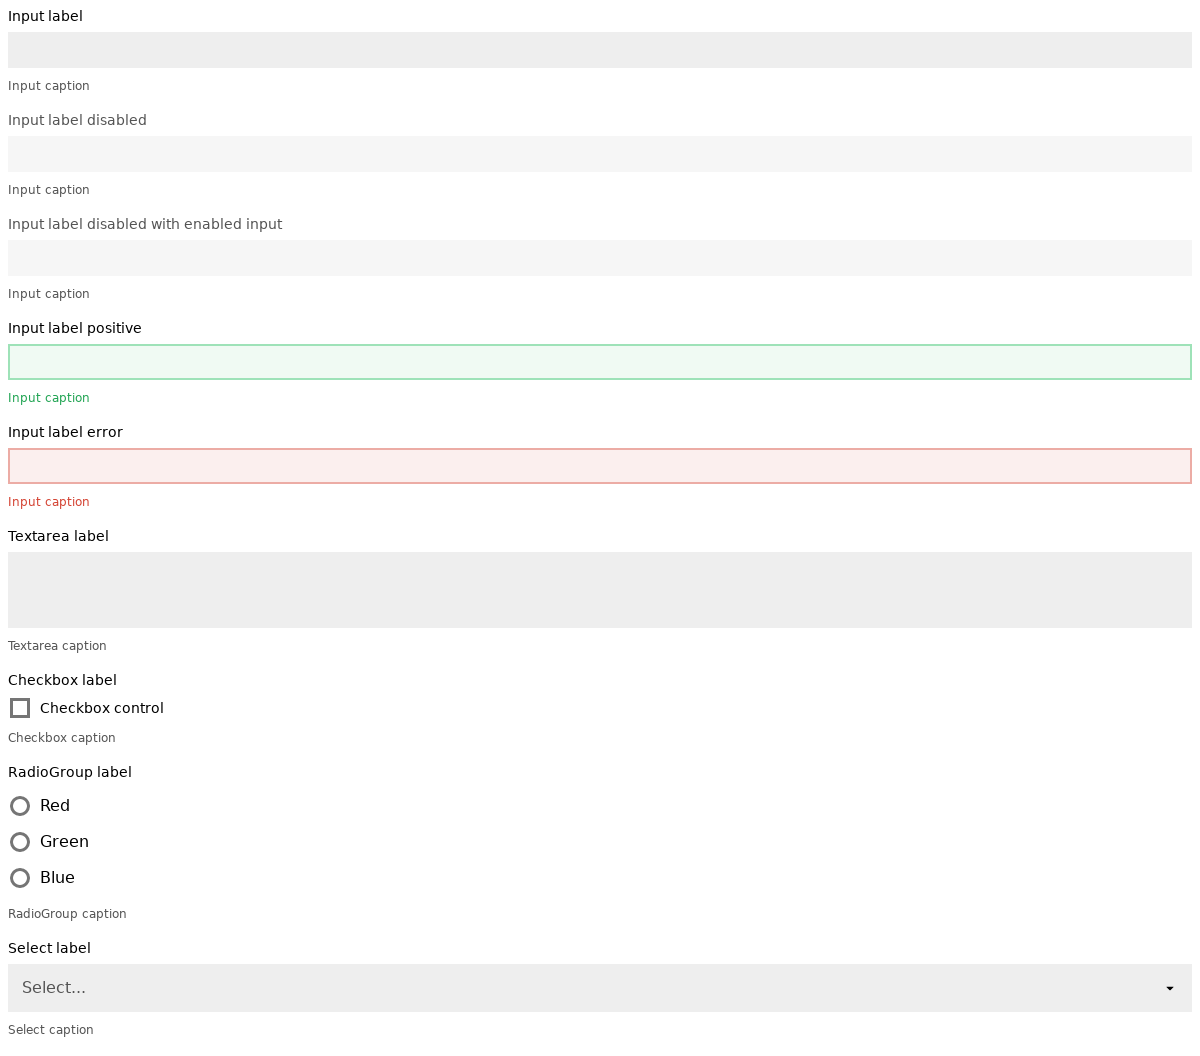 Input label
Input caption
Input label disabled
Input caption
Input label disabled with enabled input
Input caption
Input label positive
Input caption
Input label error
Input caption
Textarea label
Textarea caption
Checkbox label
Checkbox control
Checkbox caption
RadioGroup label
Red
Green
Blue
RadioGroup caption
Select label
Select...
Select caption